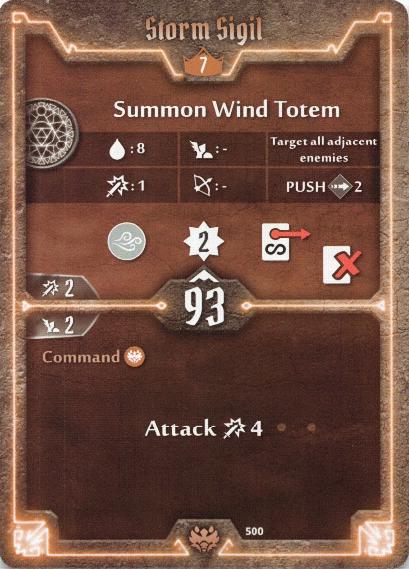 Storm Sigil
7
Summon Wind Totem
:8
:-
Target all adjacent
enemies
:1
:-
PUSH 2
2
S
2
93
2
Command
Attack 4
500